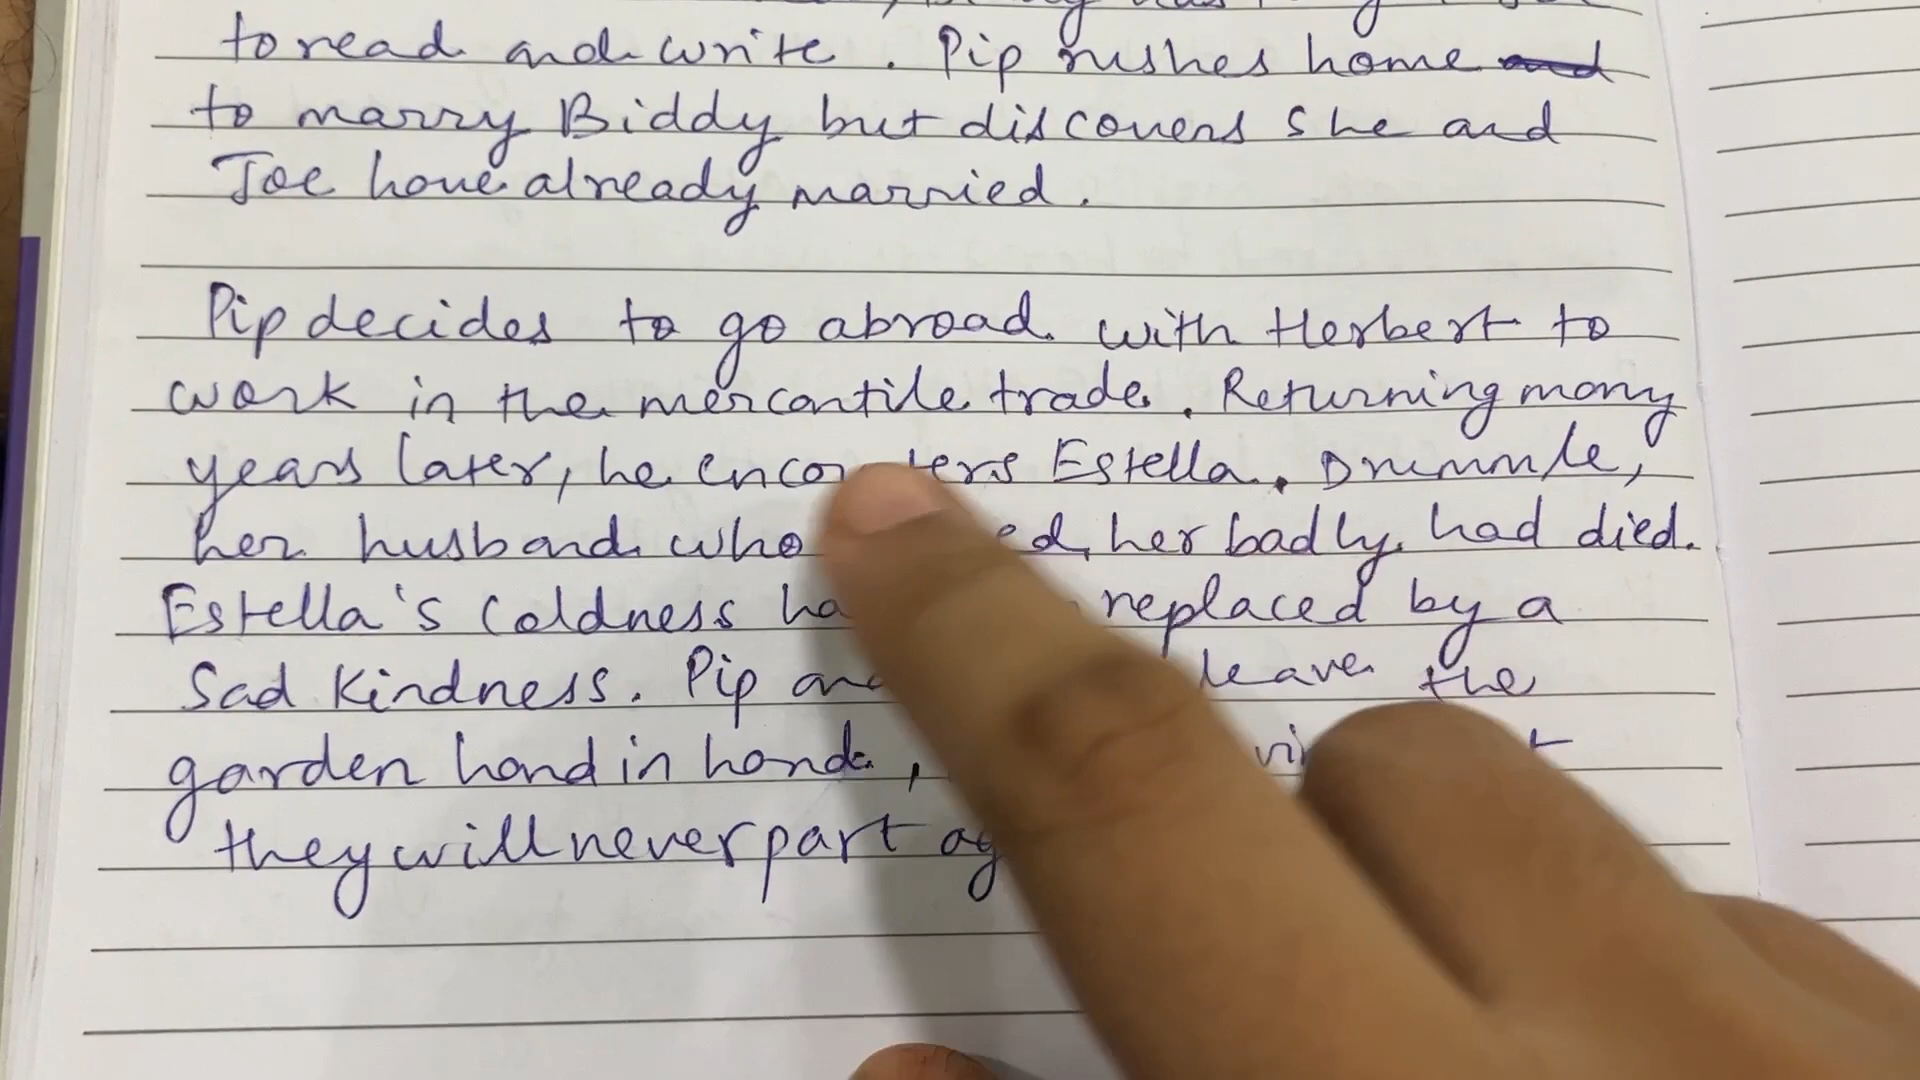 to read and write. Pip rushes home and
to marry Biddy but discovers she and
Joe have already married.
Pip decides to go abroad with Herbert to
work in the mercantile trade. Returning many
years later, he encounters Estella. Drummle,
her husband who her badly, had died.
Estella's coldness replaced by a
Sad Kindness. Pip leave the
garden hand in hand,
they will never part